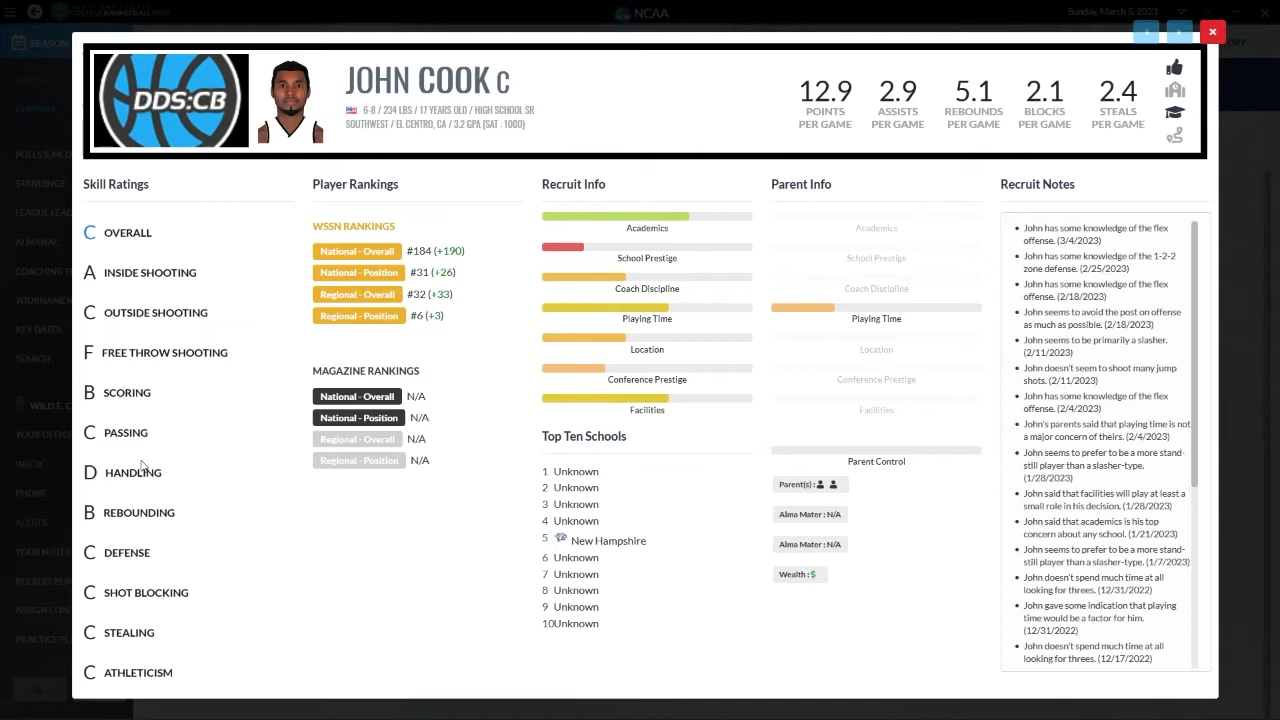 NCAA
Sunday, March 5, 2023
SEASON
DDS:CB
JOHN COOK C
6-8 / 234 LBS / 17 YEARS OLD / HIGH SCHOOL SR
SOUTHWEST / EL CENTRO, CA / 3.2 GPA (SAT : 1000)
12.9 2.9 5.1 2.1 2.4
POINTS ASSISTS REBOUNDS BLOCKS STEALS
PER GAME PER GAME PER GAME PER GAME PER GAME
Skill Ratings
C OVERALL
A INSIDE SHOOTING
C OUTSIDE SHOOTING
F FREE THROW SHOOTING
B SCORING
C PASSING
D HANDLING
B REBOUNDING
C DEFENSE
C SHOT BLOCKING
C STEALING
C ATHLETICISM
Player Rankings
WSSN RANKINGS
National - Overall #184 (+190)
National - Position #31 (+26)
Regional - Overall #32 (+33)
Regional - Position #6 (+3)
MAGAZINE RANKINGS
National - Overall N/A
National - Position N/A
Regional - Overall N/A
Regional - Position N/A
Recruit Info
Academics
School Prestige
Coach Discipline
Playing Time
Location
Conference Prestige
Facilities
Top Ten Schools
1 Unknown
2 Unknown
3 Unknown
4 Unknown
5 New Hampshire
6 Unknown
7 Unknown
8 Unknown
9 Unknown
10Unknown
Parent Info
Academics
School Prestige
Coach Discipline
Playing Time
Location
Conference Prestige
Facilities
Parent Control
Parent(s) :
Alma Mater : N/A
Alma Mater : N/A
Wealth : $
Recruit Notes
John has some knowledge of the flex
offense. (3/4/2023)
John has some knowledge of the 1-2-2
zone defense. (2/25/2023)
John has some knowledge of the flex
offense. (2/18/2023)
John seems to avoid the post on offense
as much as possible. (2/18/2023)
John seems to be primarily a slasher.
(2/11/2023)
John doesn't seem to shoot many jump
shots. (2/11/2023)
John has some knowledge of the flex
offense. (2/4/2023)
John's parents said that playing time is not
a major concern of theirs. (2/4/2023)
John seems to prefer to be a more stand-
still player than a slasher-type.
(1/28/2023)
John said that facilities will play at least a
small role in his decision. (1/28/2023)
John said that academics is his top
concern about any school. (1/21/2023)
John seems to prefer to be a more stand-
still player than a slasher-type. (1/7/2023)
John doesn't spend much time at all
looking for threes. (12/31/2022)
John gave some indication that playing
time would be a factor for him.
(12/31/2022)
John doesn't spend much time at all
looking for threes. (12/17/2022)
STANDINGS
ALMANAC
KEY DATES
SEARCH
INBOX
PHONE
ALERTS